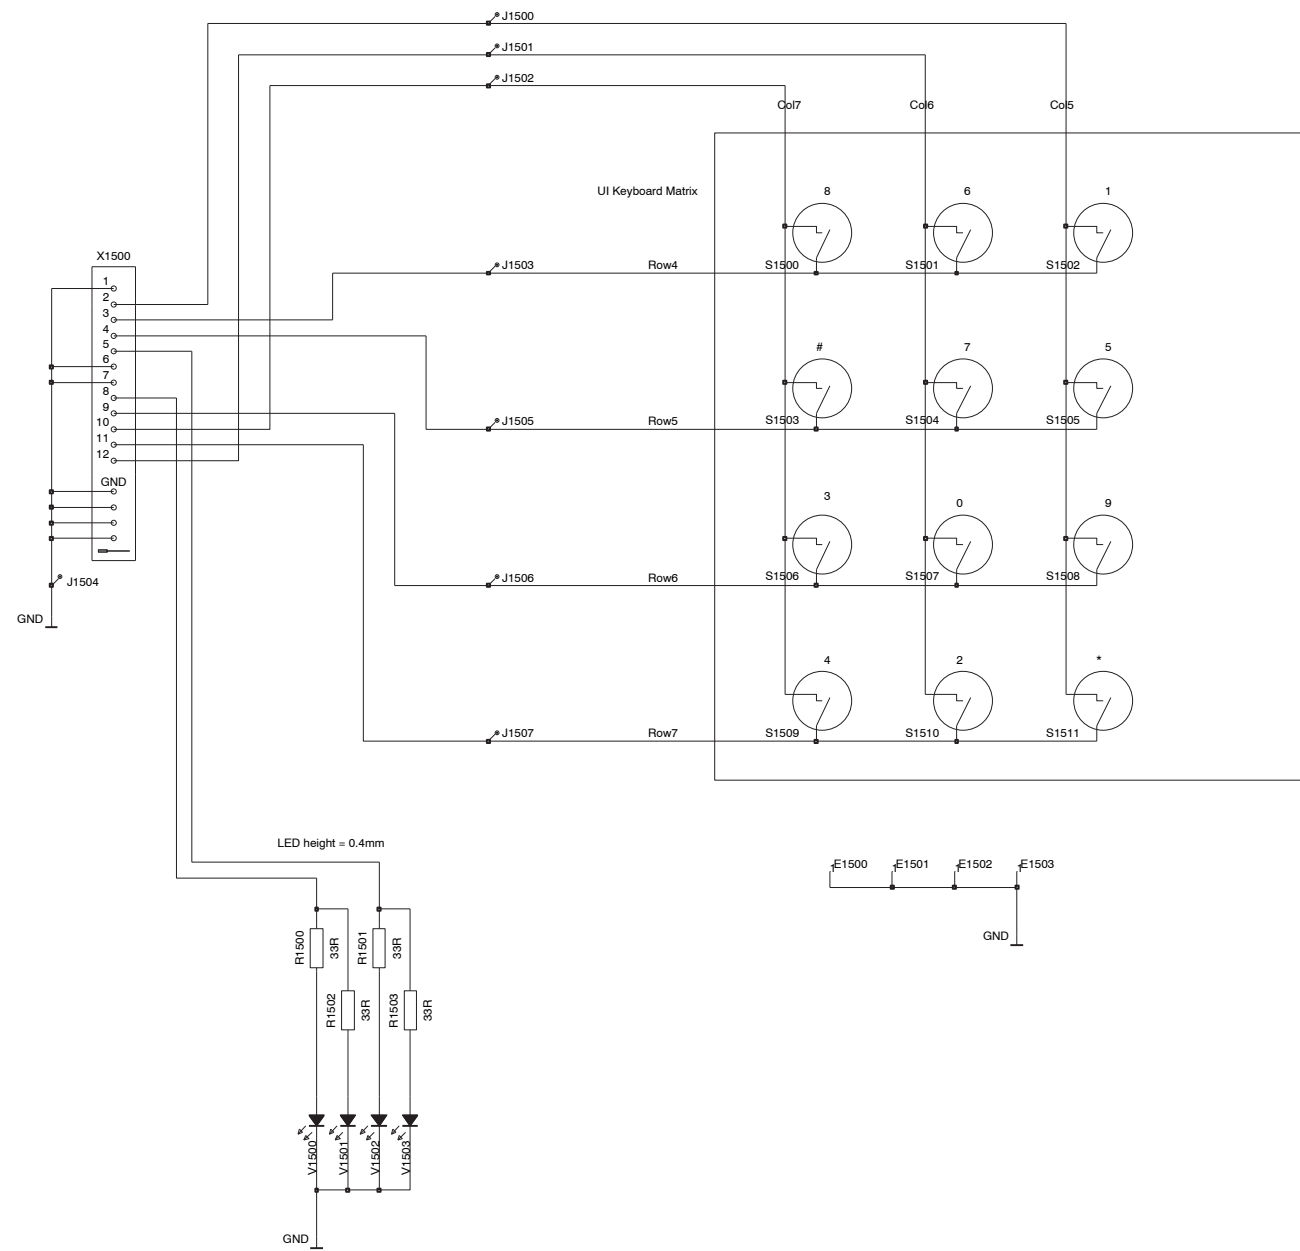 J1500
J1501
J1502
Col7 Col6 Col5
UI Keyboard Matrix
8 6 1
X1500
J1503 Row4 S1500 S1501 S1502
1
2
3
4
5
6
7
8
9
10
11
12
GND
# 7 5
J1505 Row5 S1503 S1504 S1505
3 0 9
J1506 Row6 S1506 S1507 S1508
J1504
GND
4 2 *
J1507 Row7 S1509 S1510 S1511
LED height = 0.4mm
E1500 E1501 E1502 E1503
GND
R1500 33R R1501 33R
R1502 33R R1503 33R
V1500 V1501 V1502 V1503
GND